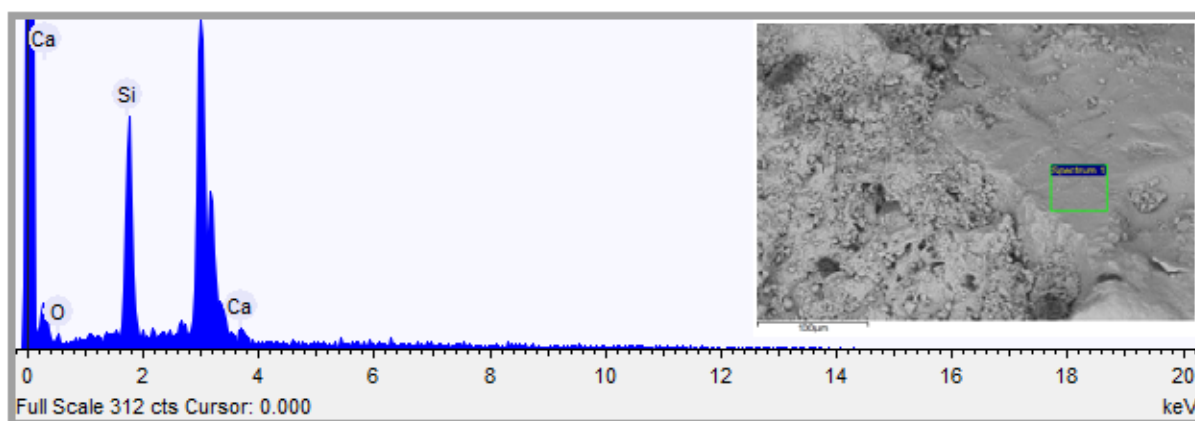 Ca
Si
O
Ca
Spectrum 1
100µm
0 2 4 6 8 10 12 14 16 18 20
Full Scale 312 cts Cursor: 0.000 keV